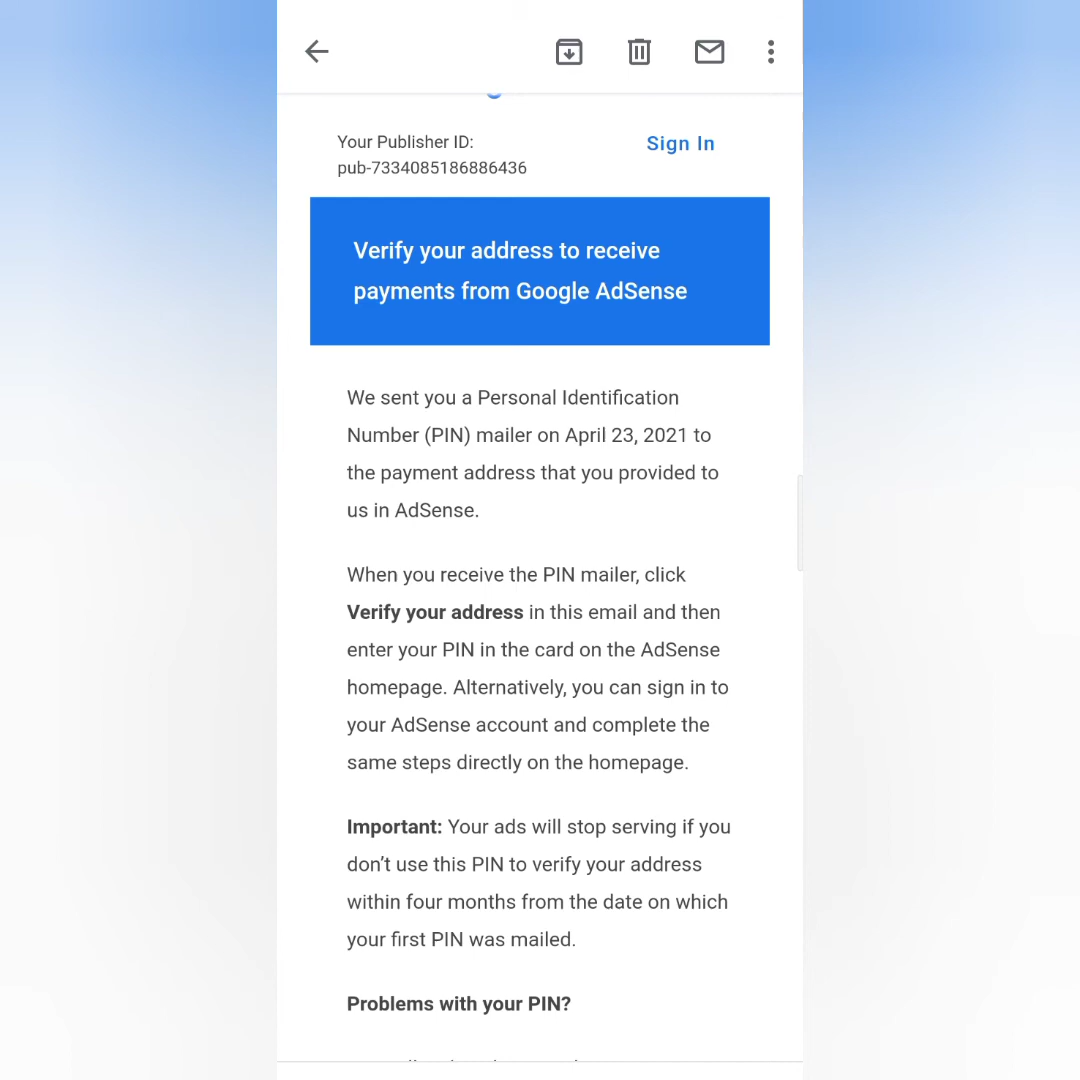 Your Publisher ID:
Sign In
pub-7334085186886436
Verify your address to receive
payments from Google AdSense
We sent you a Personal Identification
Number (PIN) mailer on April 23, 2021 to
the payment address that you provided to
us in AdSense.
When you receive the PIN mailer, click
Verify your address in this email and then
enter your PIN in the card on the AdSense
homepage. Alternatively, you can sign in to
your AdSense account and complete the
same steps directly on the homepage.
Important: Your ads will stop serving if you
don’t use this PIN to verify your address
within four months from the date on which
your first PIN was mailed.
Problems with your PIN?